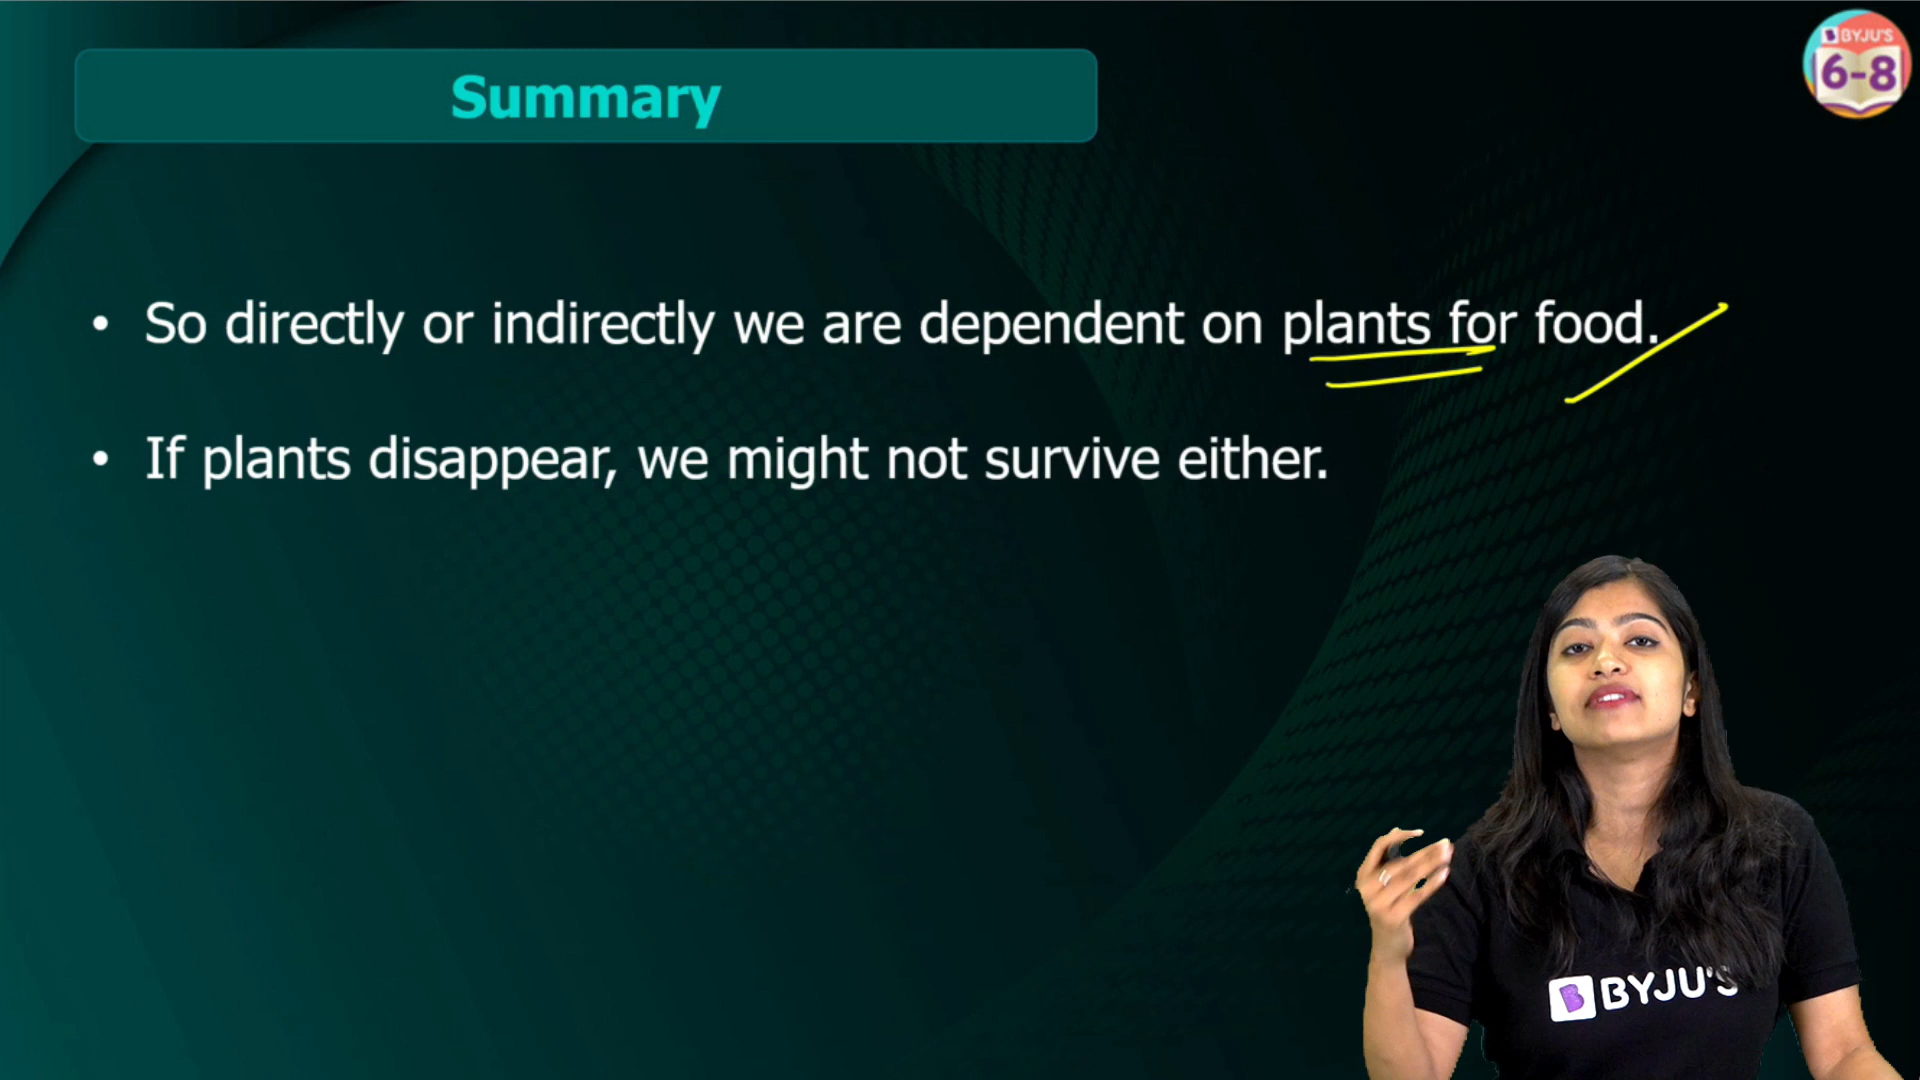 BYJU'S
6-8
Summary
• So directly or indirectly we are dependent on plants for food.
• If plants disappear, we might not survive either.
BYJU'S